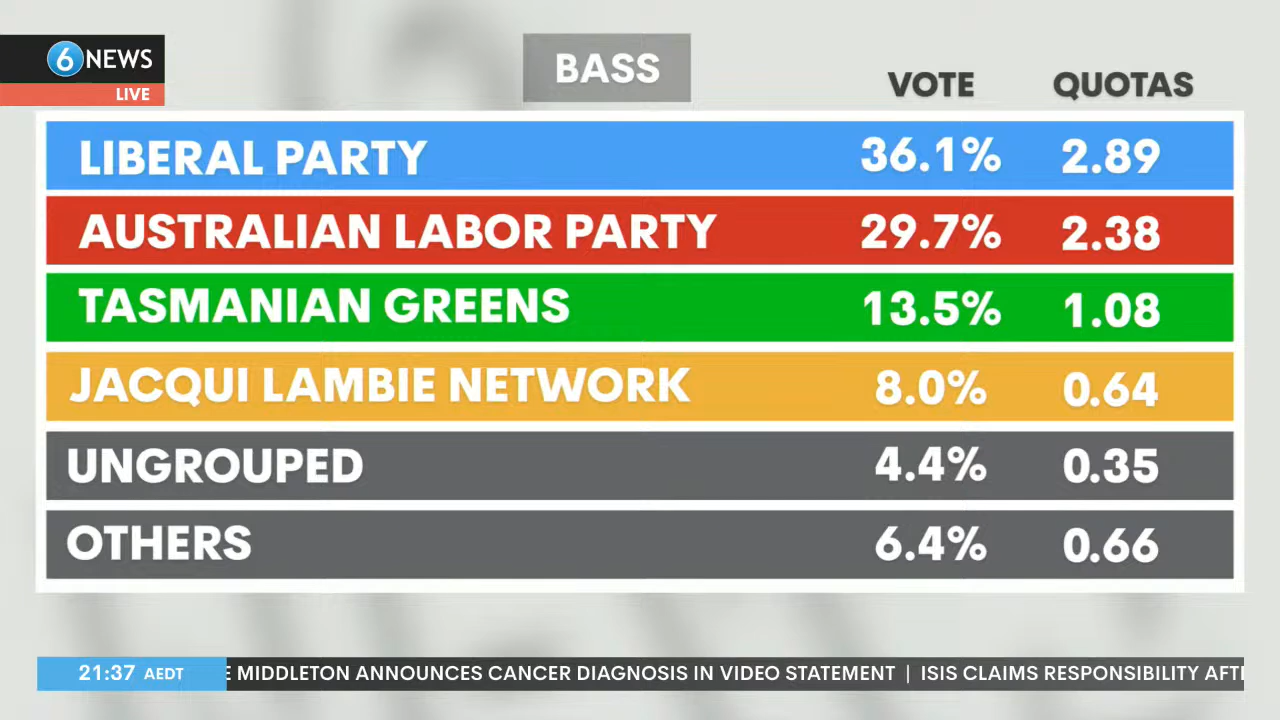 6 NEWS
LIVE
BASS
VOTE QUOTAS
LIBERAL PARTY 36.1% 2.89
AUSTRALIAN LABOR PARTY 29.7% 2.38
TASMANIAN GREENS 13.5% 1.08
JACQUI LAMBIE NETWORK 8.0% 0.64
UNGROUPED 4.4% 0.35
OTHERS 6.4% 0.66
21:37 AEDT MIDDLETON ANNOUNCES CANCER DIAGNOSIS IN VIDEO STATEMENT | ISIS CLAIMS RESPONSIBILITY